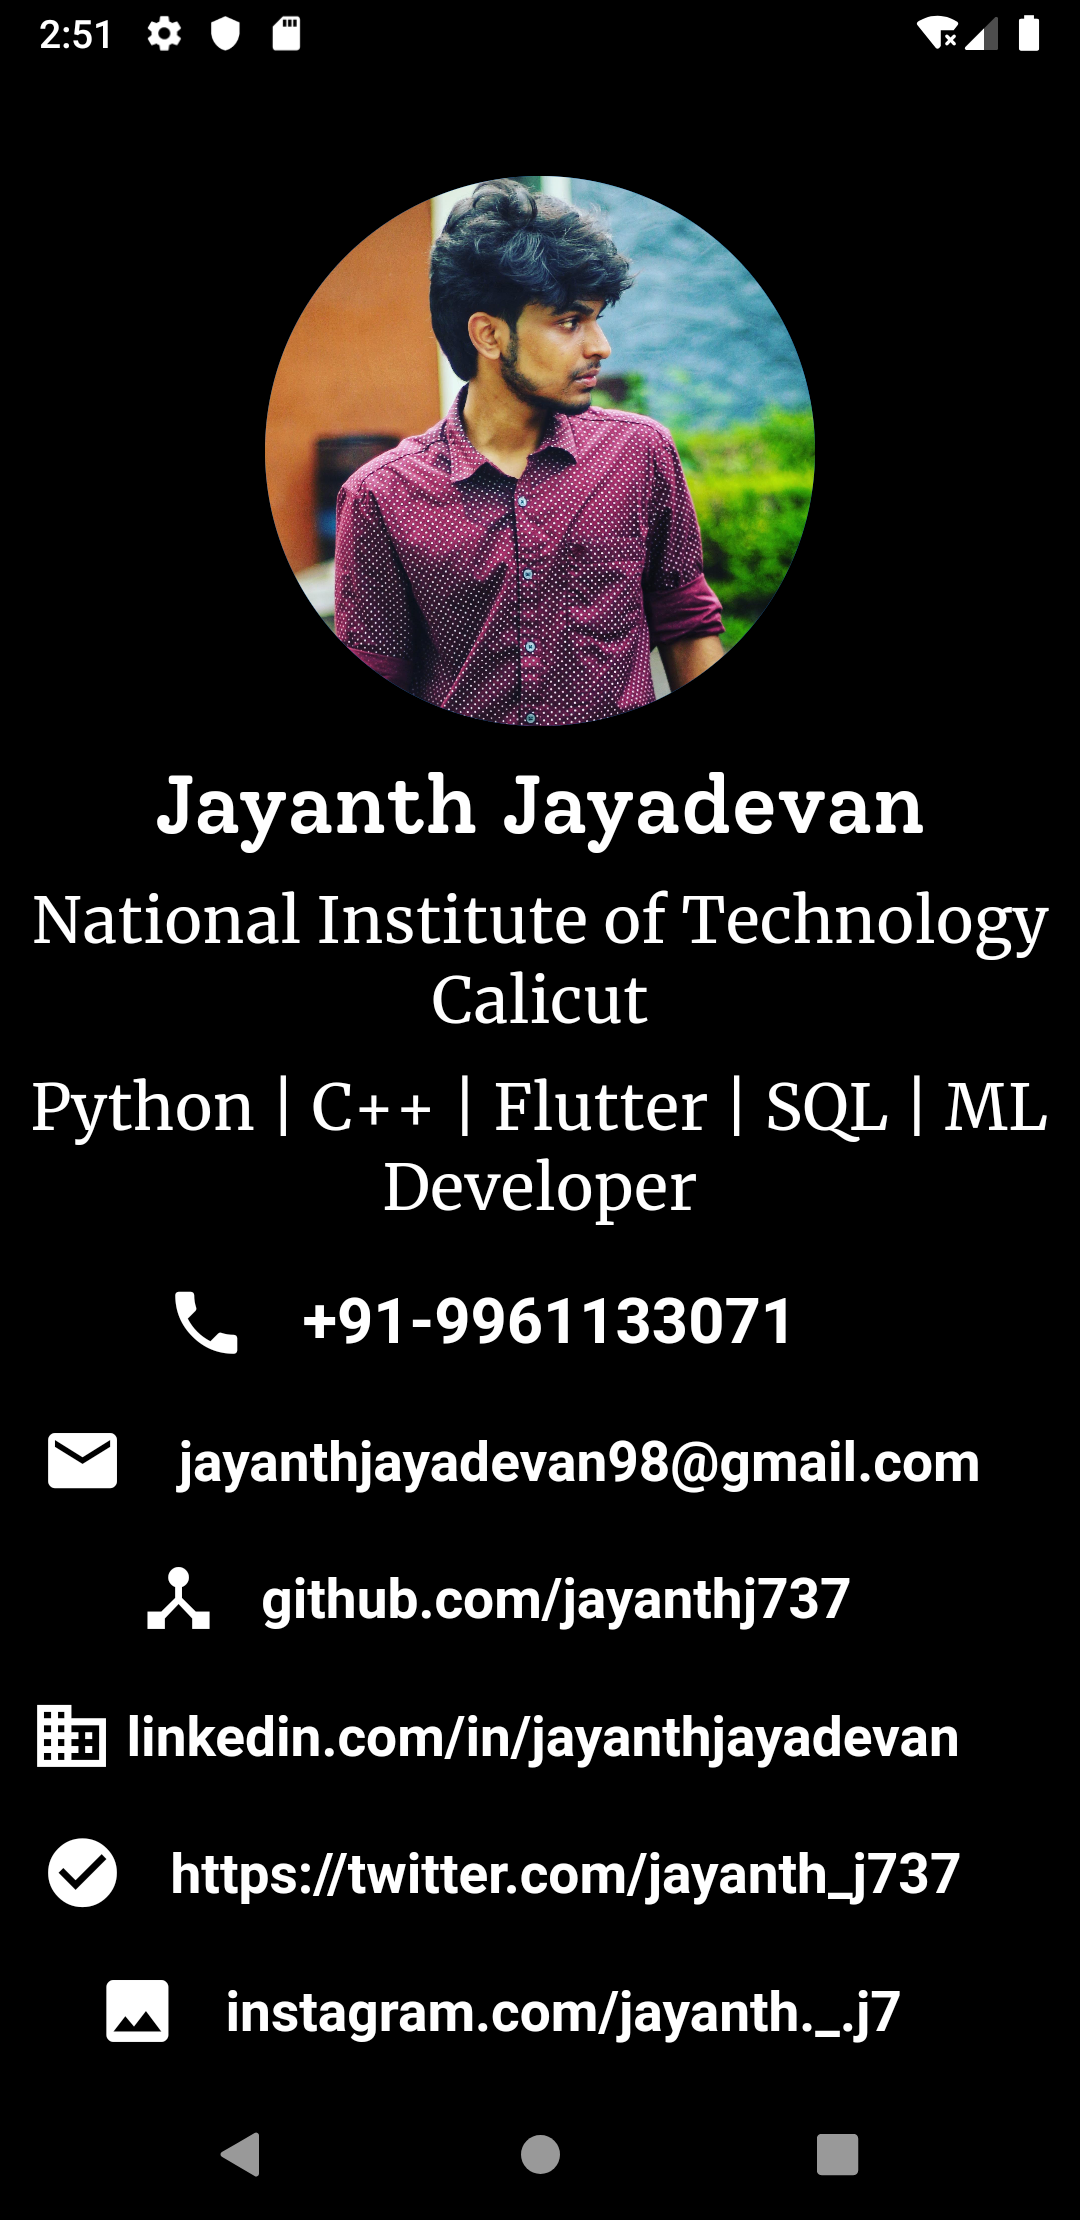 2:51
Jayanth Jayadevan
National Institute of Technology
Calicut
Python | C++ | Flutter | SQL | ML
Developer
+91-9961133071
jayanthjayadevan98@gmail.com
github.com/jayanthj737
linkedin.com/in/jayanthjayadevan
https://twitter.com/jayanth_j737
instagram.com/jayanth._.j7